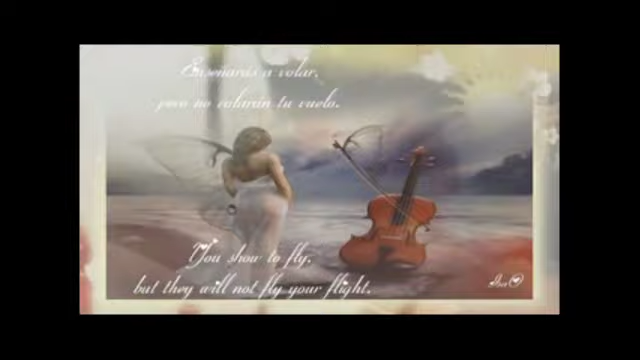 Enseñarás a volar,
pero no volarán tu vuelo.
You show to fly,
but they will not fly your flight.